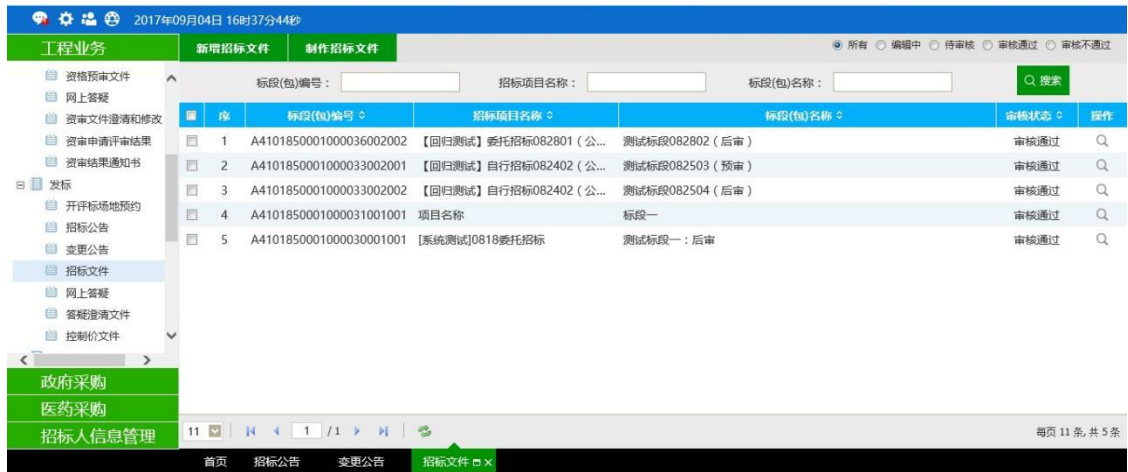 2017年09月04日 16时37分44秒
工程业务
新增招标文件 制作招标文件 所有 编辑中 待审核 审核通过 审核不通过
标段(包)编号： 招标项目名称： 标段(包)名称： 搜索
资格预审文件
网上答疑
资审文件澄清和修改
资审申请评审结果
资审结果通知书
发标
开评标场地预约
招标公告
变更公告
招标文件
网上答疑
答疑澄清文件
控制价文件
政府采购
医药采购
招标人信息管理
序 标段(包)编号 招标项目名称 标段(包)名称 审核状态 操作
1 A4101850001000036002002 【回归测试】委托招标082801（公... 测试标段082802（后审） 审核通过
2 A4101850001000033002001 【回归测试】自行招标082402（公... 测试标段082503（预审） 审核通过
3 A4101850001000033002002 【回归测试】自行招标082402（公... 测试标段082504（后审） 审核通过
4 A4101850001000031001001 项目名称 标段一 审核通过
5 A4101850001000030001001 [系统测试]0818委托招标 测试标段一：后审 审核通过
11 1 /1 每页 11 条, 共 5 条
首页 招标公告 变更公告 招标文件